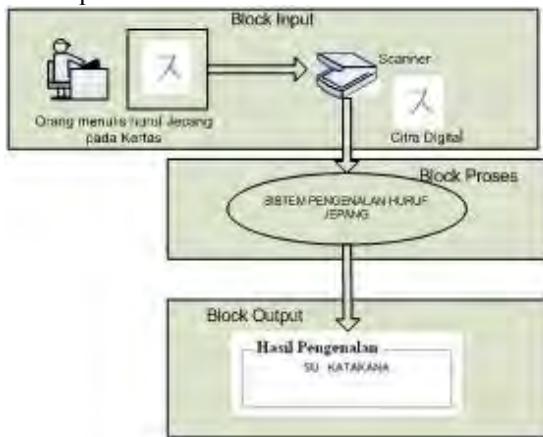 Block Input
ス
Scanner
ス
Orang menulis huruf Jepang
pada Kertas
Citra Digital
Block Proses
SISTEM PENGENALAN HURUF
JEPANG
Block Output
Hasil Pengenalan
SU KATAKANA